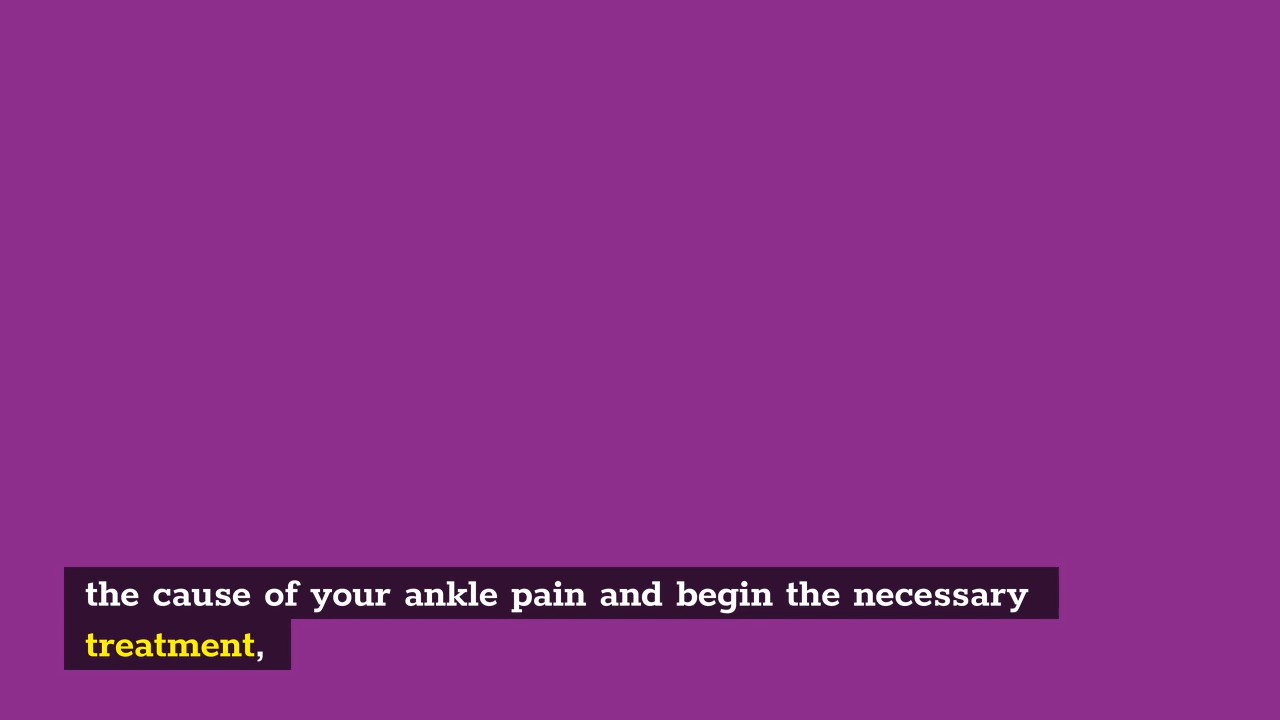 the cause of your ankle pain and begin the necessary
treatment,